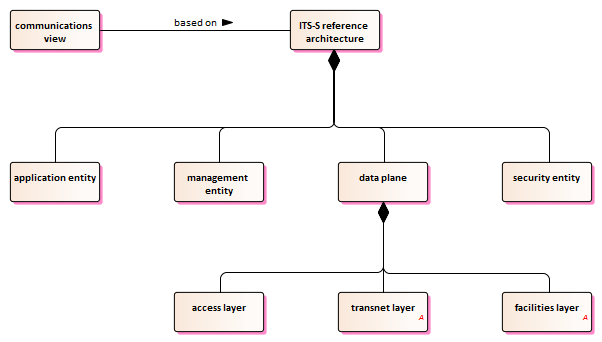 communications
view
based on
ITS-S reference
architecture
application entity
management
entity
data plane
security entity
access layer
transnet layer
A
facilities layer
A